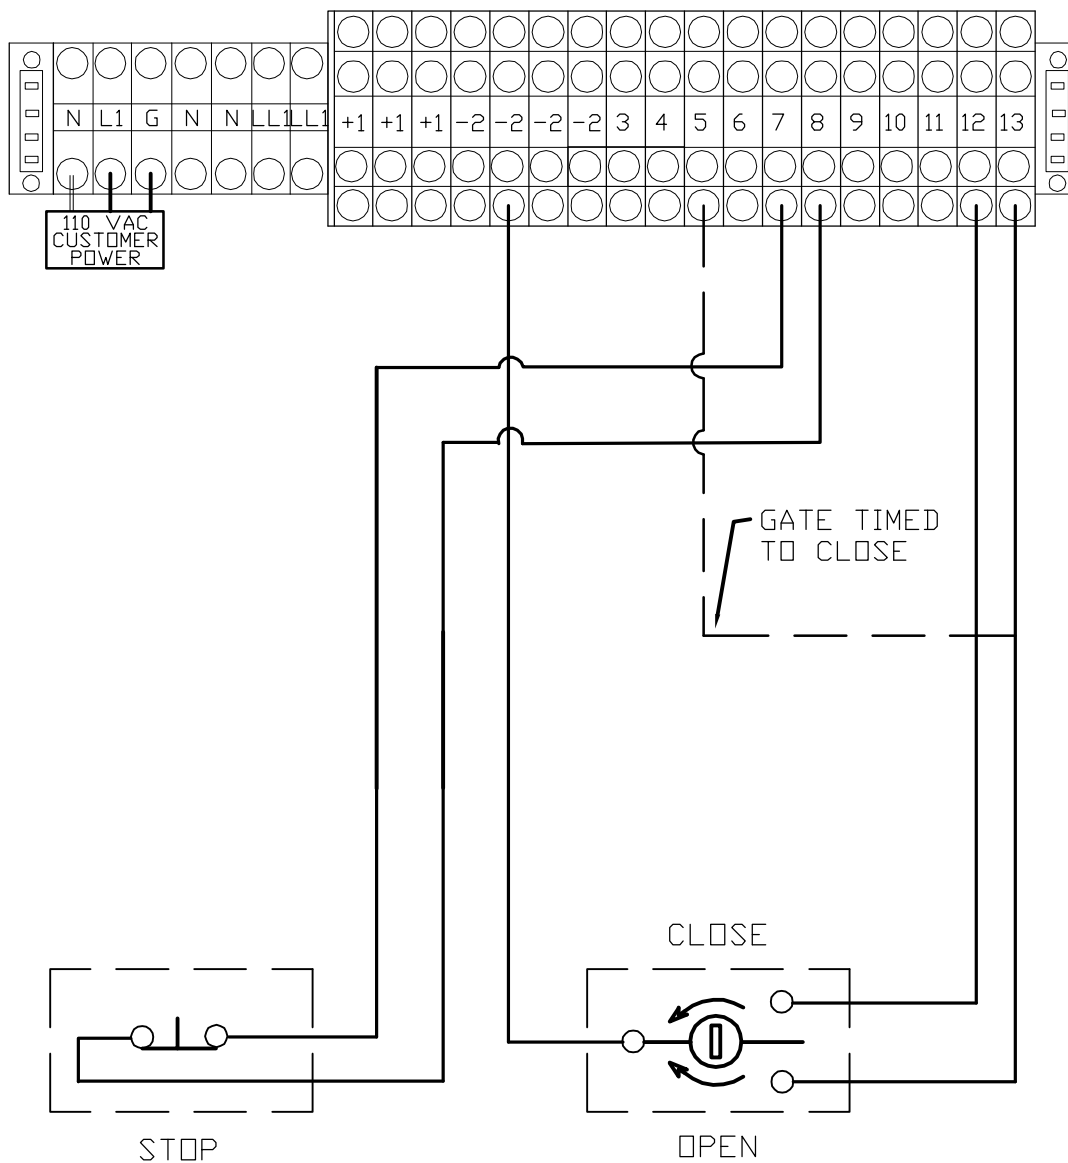 N L1 G N N LL1 LL1 +1 +1 +1 -2 -2 -2 -2 3 4 5 6 7 8 9 10 11 12 13
110 VAC
CUSTOMER
POWER
GATE TIMED
TO CLOSE
CLOSE
STOP
OPEN